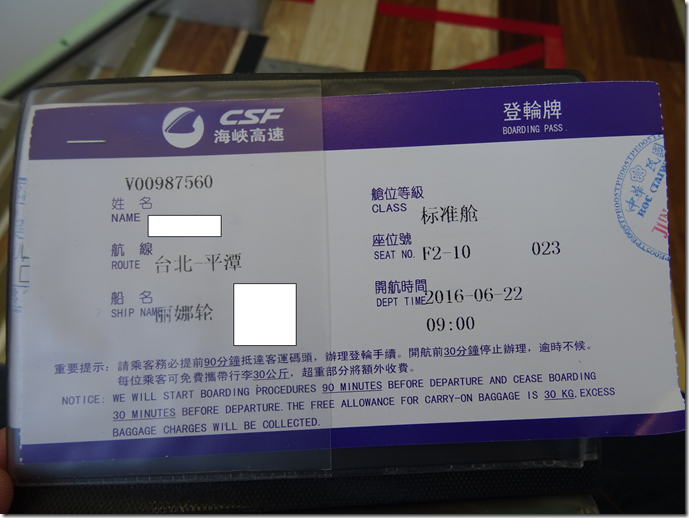 CSF
海峽高速
登輪牌
BOARDING PASS.
V00987560
姓 名
NAME
航 線
ROUTE 台北-平潭
船 名
SHIP NAME 丽娜轮
艙位等級
CLASS 标准舱
座位號
SEAT NO. F2-10 023
開航時間
DEPT TIME 2016-06-22
09:00
中華民國
ROC
重要提示：請乘客務必提前90分鐘抵達客運碼頭，辦理登輪手續。開航前30分鐘停止辦理，逾時不候。
每位乘客可免費攜帶行李30公斤，超重部分將額外收費。
NOTICE: WE WILL START BOARDING PROCEDURES 90 MINUTES BEFORE DEPARTURE AND CEASE BOARDING
30 MINUTES BEFORE DEPARTURE.THE FREE ALLOWANCE FOR CARRY-ON BAGGAGE IS 30 KG,EXCESS
BAGGAGE CHARGES WILL BE COLLECTED.